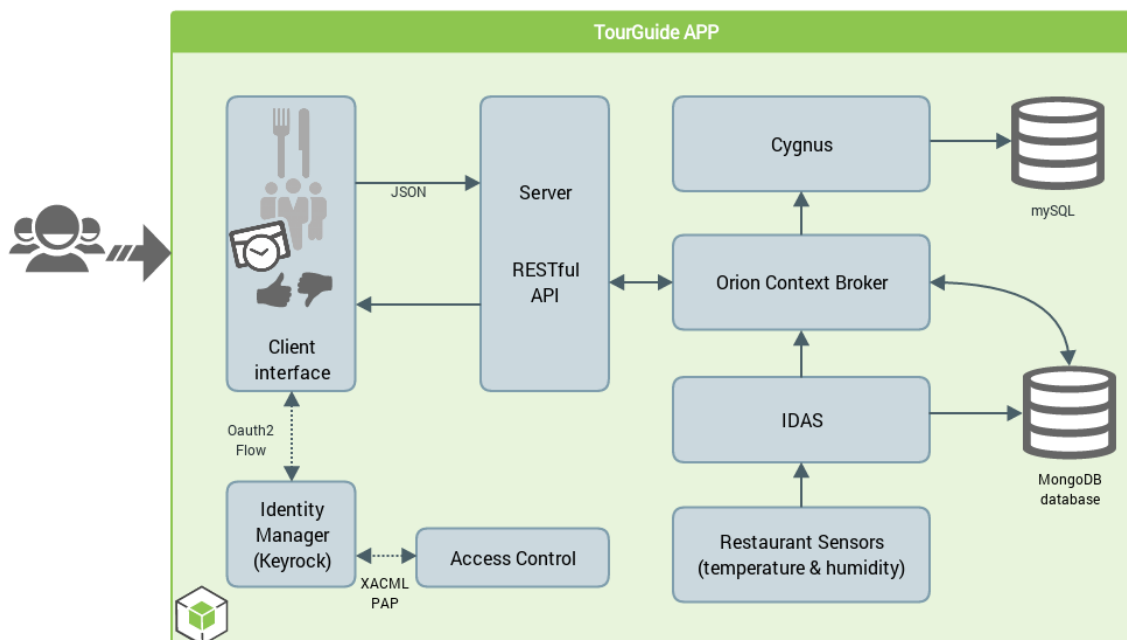 TourGuide APP
Client
interface
JSON
Server
RESTful
API
Cygnus
mySQL
Orion Context Broker
IDAS
MongoDB
database
Restaurant Sensors
(temperature & humidity)
Oauth2
Flow
Identity
Manager
(Keyrock)
XACML
PAP
Access Control